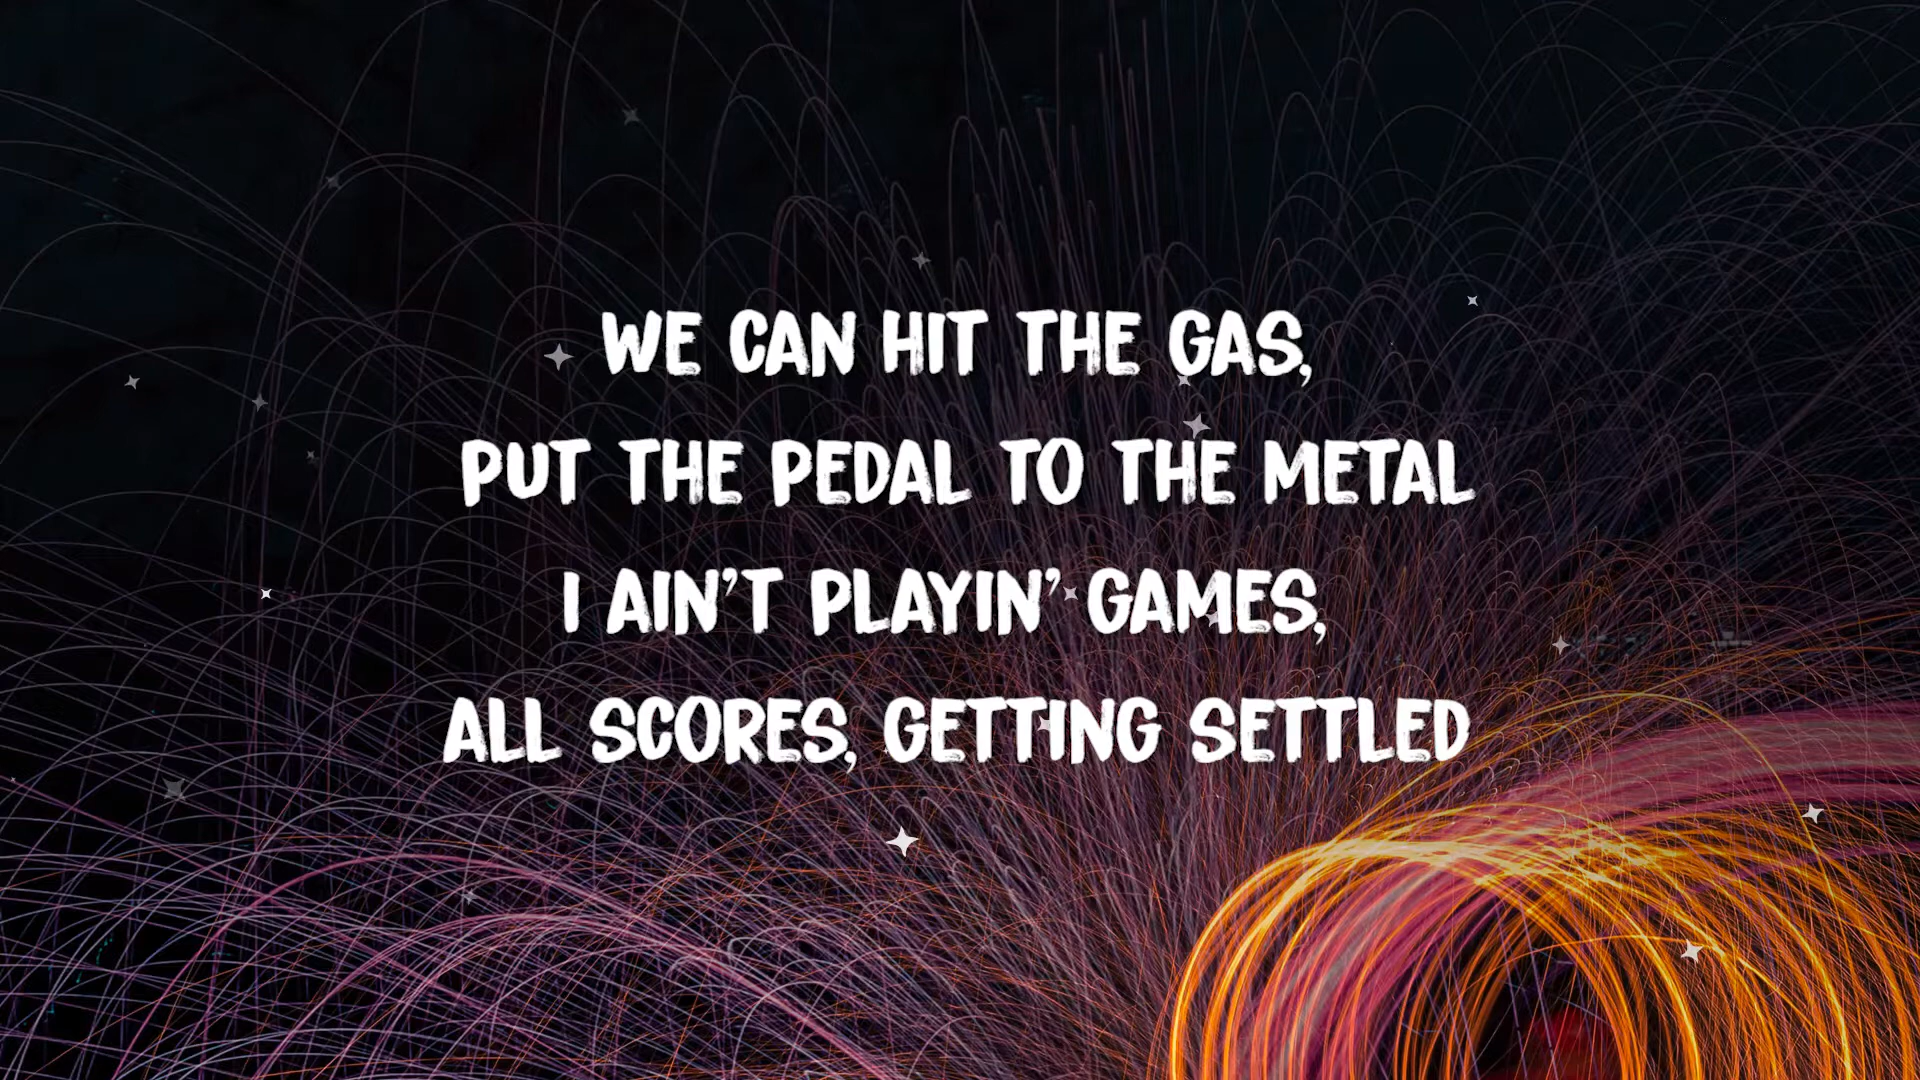 WE CAN HIT THE GAS,
PUT THE PEDAL TO THE METAL
I AIN'T PLAYIN' GAMES,
ALL SCORES, GETTING SETTLED